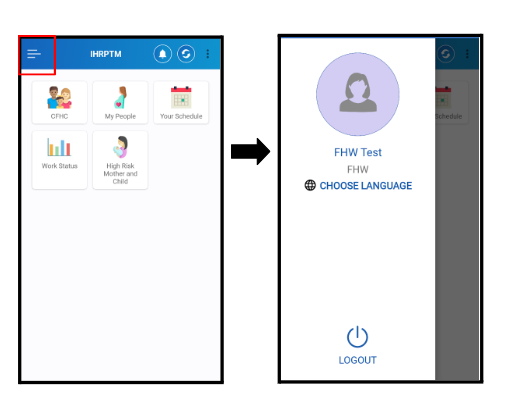 IHRPTM
CFHC
My People
Your Schedule
Work Status
High Risk
Mother and
Child
Schedule
FHW Test
FHW
CHOOSE LANGUAGE
LOGOUT